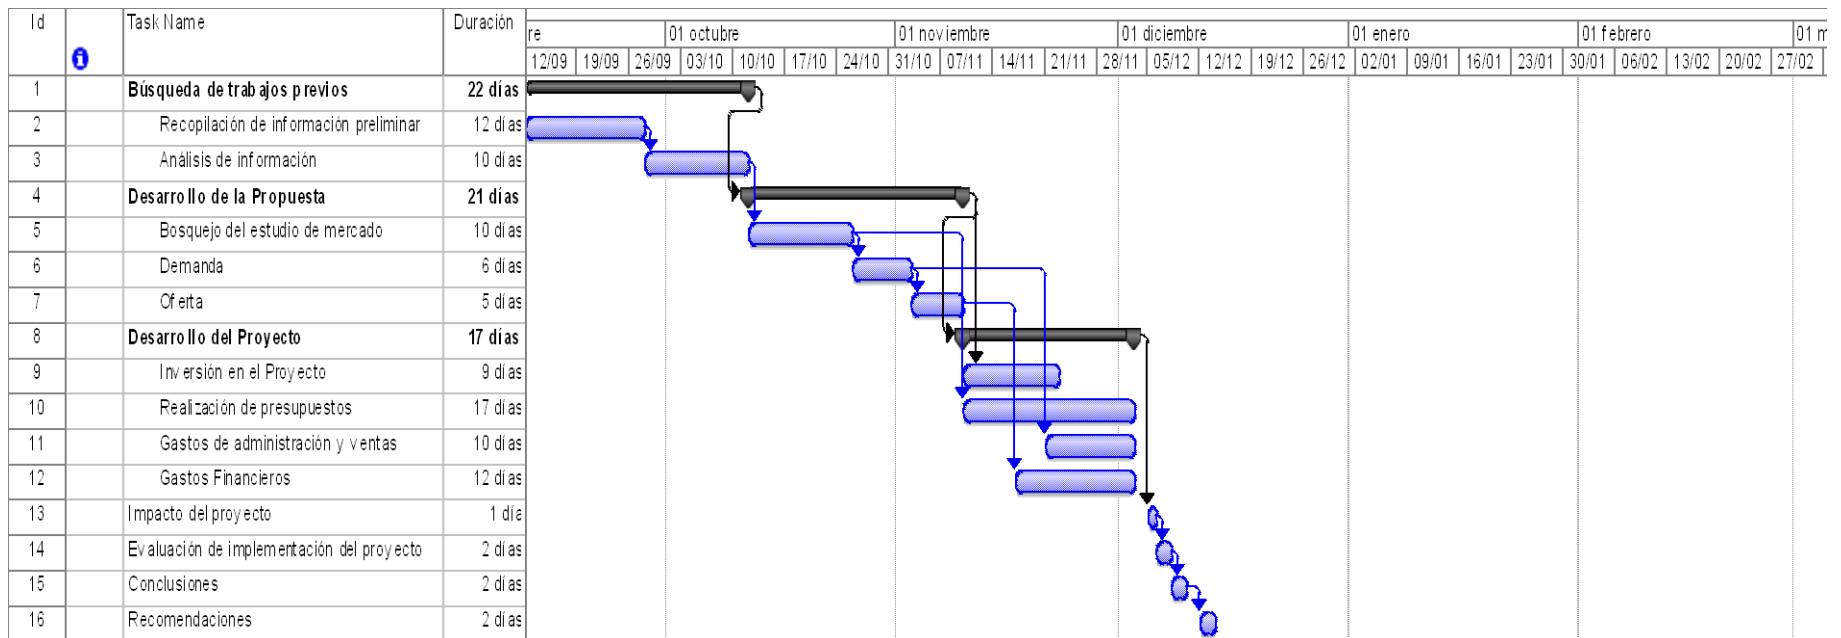 Id Task Name Duración
re 01 octubre 01 noviembre 01 diciembre 01 enero 01 febrero 01 m
12/09 19/09 26/09 03/10 10/10 17/10 24/10 31/10 07/11 14/11 21/11 28/11 05/12 12/12 19/12 26/12 02/01 09/01 16/01 23/01 30/01 06/02 13/02 20/02 27/02
1 Búsqueda de trabajos previos 22 días
2 Recopilación de información preliminar 12 días
3 Análisis de información 10 días
4 Desarrollo de la Propuesta 21 días
5 Bosquejo del estudio de mercado 10 días
6 Demanda 6 días
7 Oferta 5 días
8 Desarrollo del Proyecto 17 días
9 Inversión en el Proyecto 9 días
10 Realización de presupuestos 17 días
11 Gastos de administración y ventas 10 días
12 Gastos Financieros 12 días
13 Impacto del proyecto 1 día
14 Evaluación de implementación del proyecto 2 días
15 Conclusiones 2 días
16 Recomendaciones 2 días